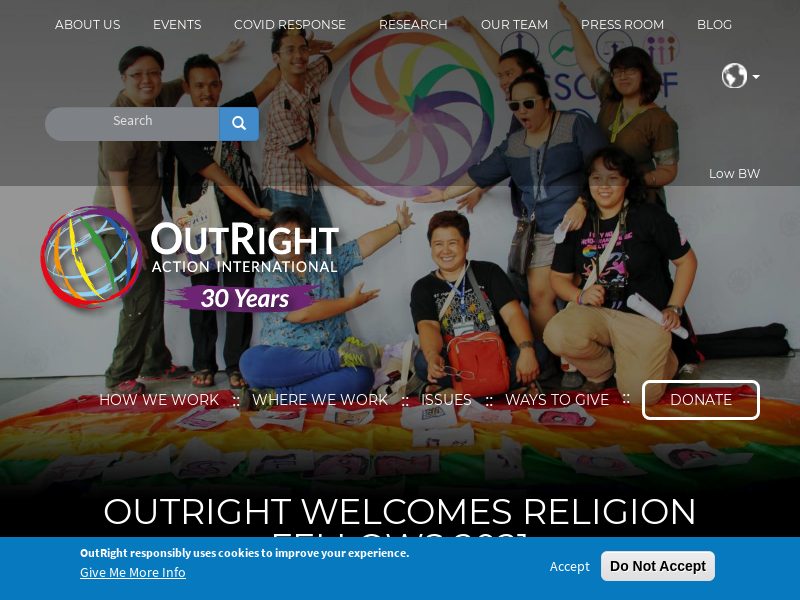 ABOUT US EVENTS COVID RESPONSE RESEARCH OUR TEAM PRESS ROOM BLOG
Search
Low BW
OUTRIGHT
ACTION INTERNATIONAL
30 Years
HOW WE WORK :: WHERE WE WORK :: ISSUES :: WAYS TO GIVE :: DONATE
OUTRIGHT WELCOMES RELIGION
OutRight responsibly uses cookies to improve your experience.
Give Me More Info
Accept
Do Not Accept